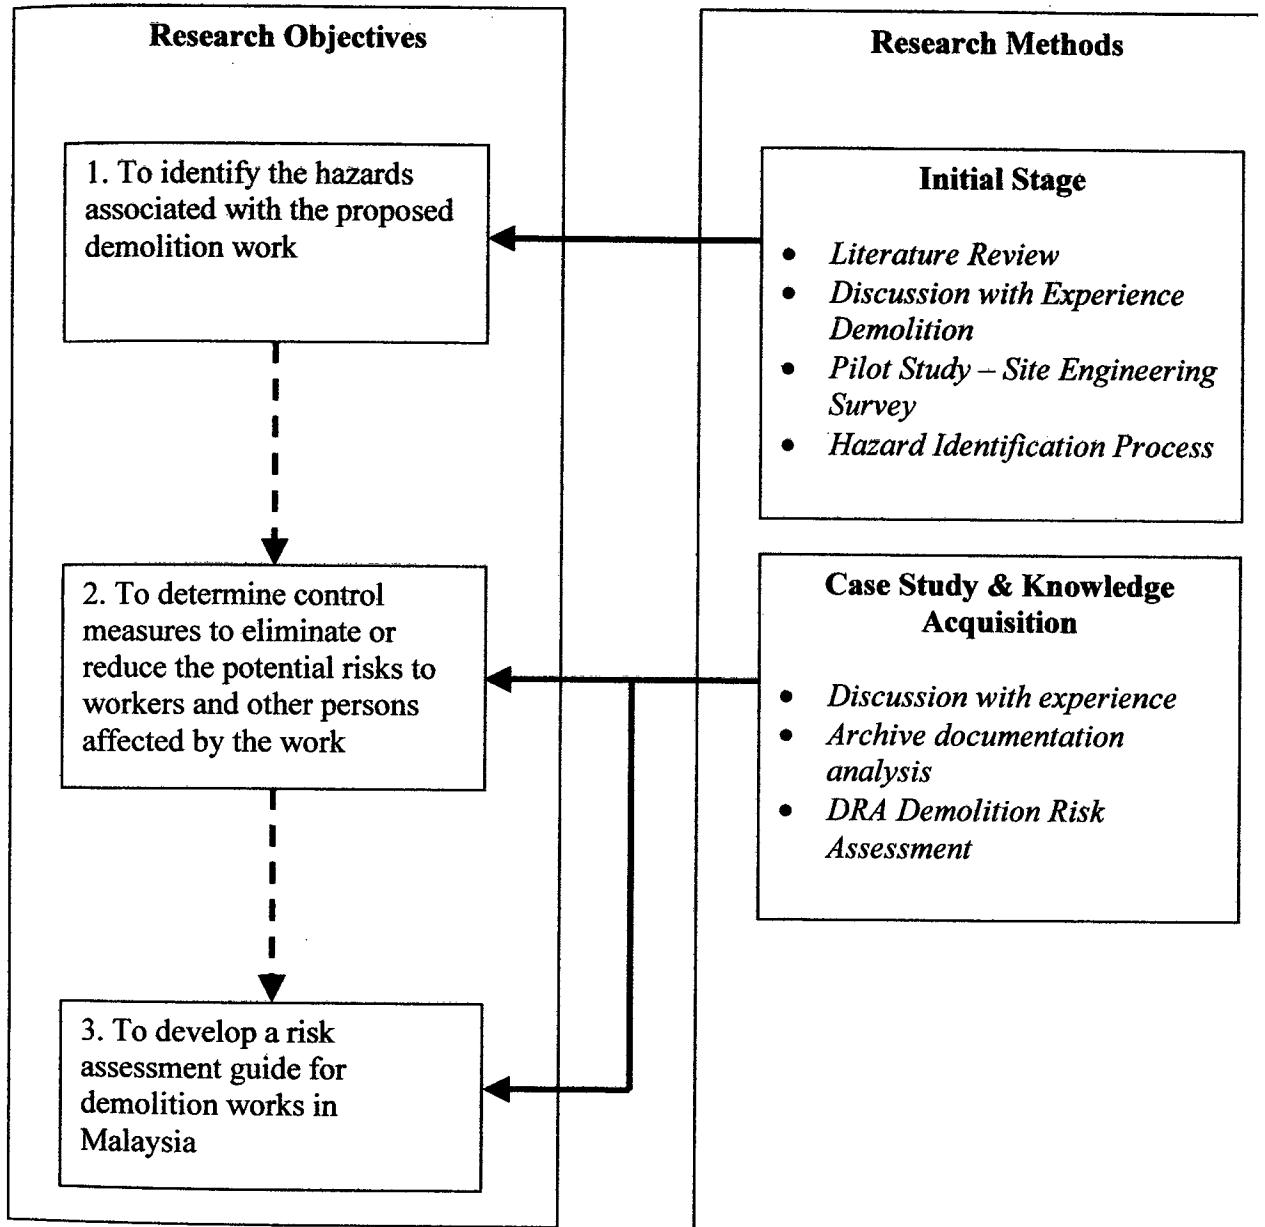 Research Objectives
1. To identify the hazards
associated with the proposed
demolition work
2. To determine control
measures to eliminate or
reduce the potential risks to
workers and other persons
affected by the work
3. To develop a risk
assessment guide for
demolition works in
Malaysia
Research Methods
Initial Stage
• Literature Review
• Discussion with Experience
Demolition
• Pilot Study – Site Engineering
Survey
• Hazard Identification Process
Case Study & Knowledge
Acquisition
• Discussion with experience
• Archive documentation
analysis
• DRA Demolition Risk
Assessment